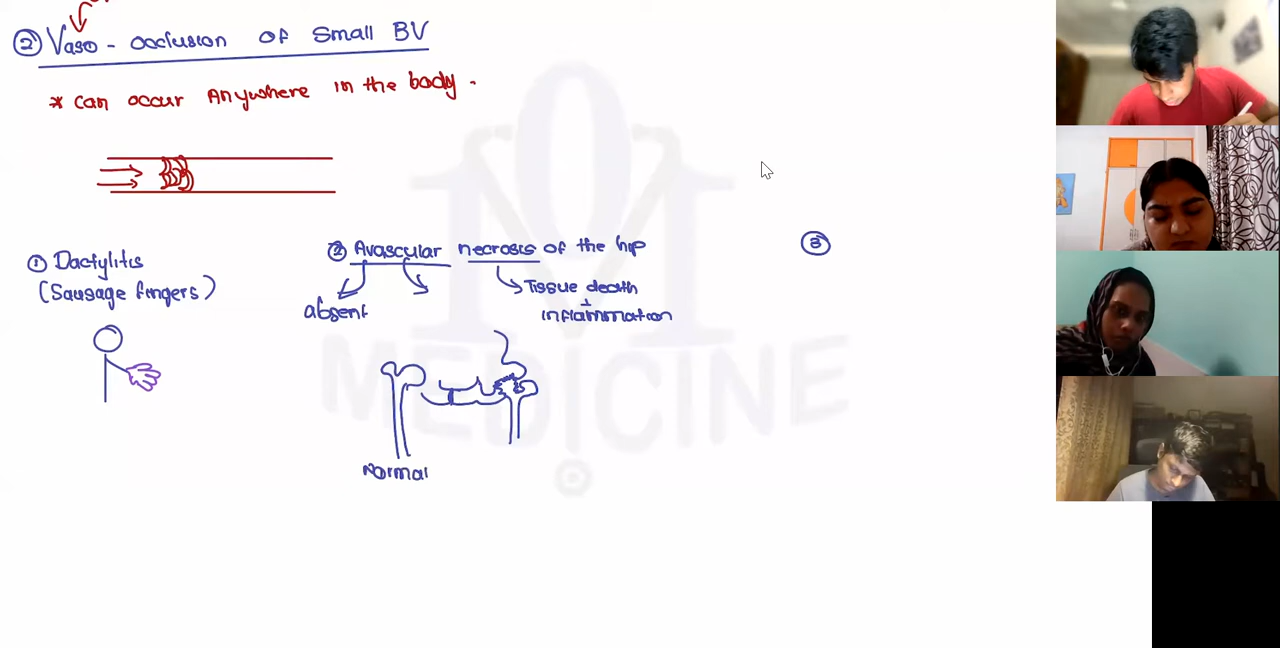 ② Vaso - occlusion of Small BV
* Can occur Anywhere in the body.
① Dactylitis
(Sausage fingers)
② Avascular necrosis of the hip
absent
Tissue death
+
inflammation
Normal
③
MEDICINE